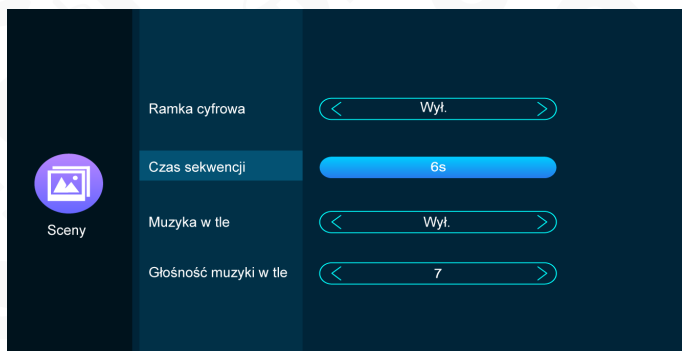 Ramka cyfrowa
Wył.
Czas sekwencji
6s
Sceny
Muzyka w tle
Wył.
Głośność muzyki w tle
7